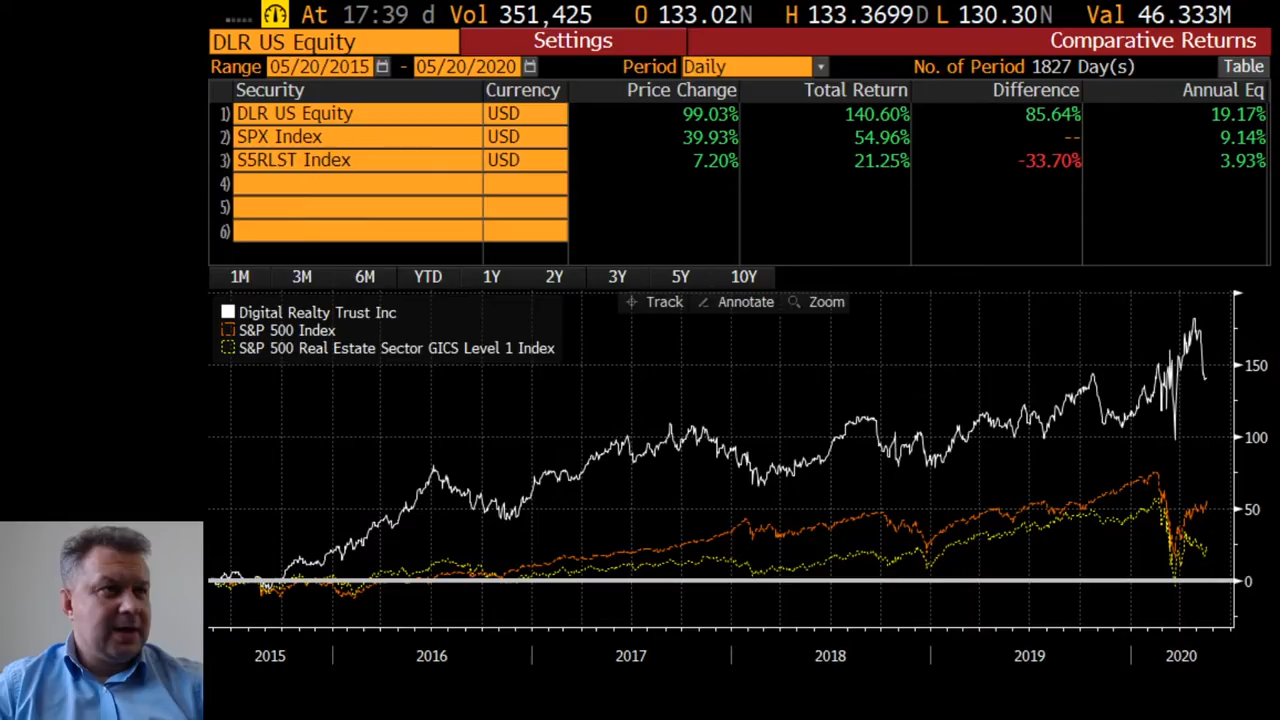 At 17:39 d Vol 351,425 O 133.02N H 133.3699D L 130.30N Val 46.333M
DLR US Equity Settings Comparative Returns
Range 05/20/2015 - 05/20/2020 Period Daily No. of Period 1827 Day(s) Table
Security Currency Price Change Total Return Difference Annual Eq
1) DLR US Equity USD 99.03% 140.60% 85.64% 19.17%
2) SPX Index USD 39.93% 54.96% -- 9.14%
3) S5RLST Index USD 7.20% 21.25% -33.70% 3.93%
4)
5)
6)
1M 3M 6M YTD 1Y 2Y 3Y 5Y 10Y
Track Annotate Zoom
Digital Realty Trust Inc
S&P 500 Index
S&P 500 Real Estate Sector GICS Level 1 Index
150
100
50
0
2015 2016 2017 2018 2019 2020